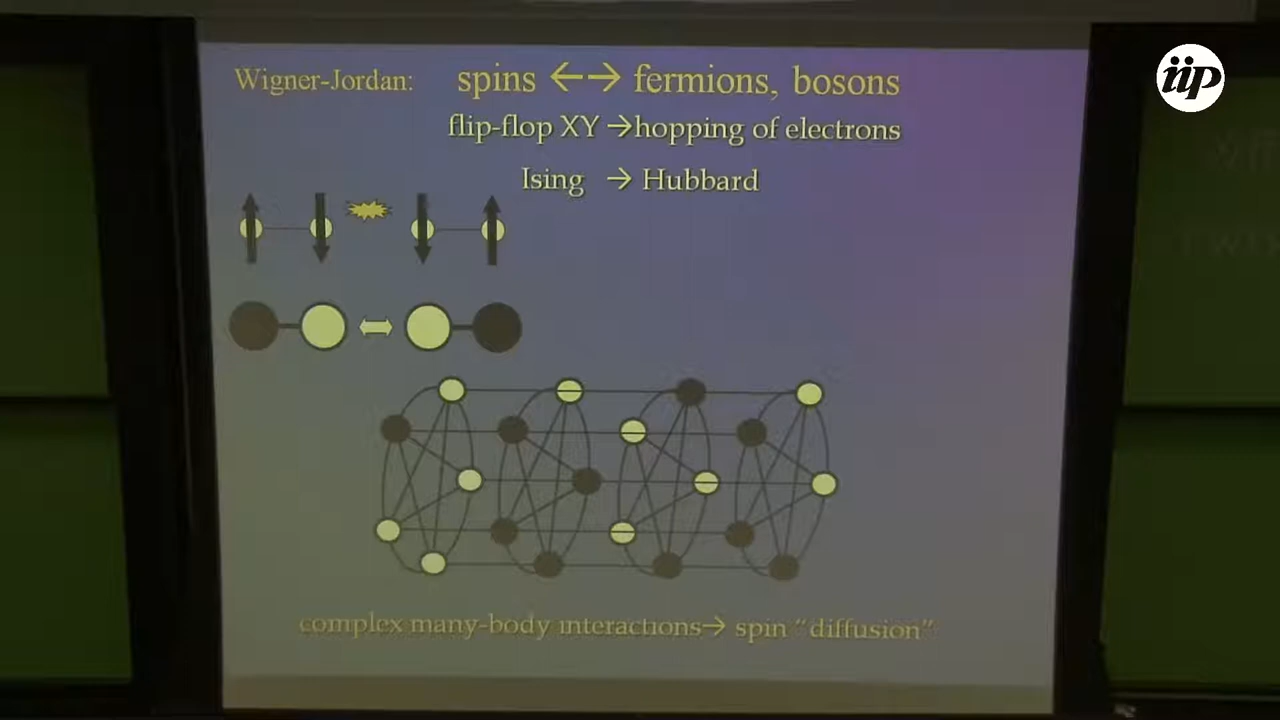 Wigner-Jordan: spins ←→ fermions, bosons
flip-flop XY →hopping of electrons
Ising → Hubbard
complex many-body interactions→ spin “diffusion”
iip